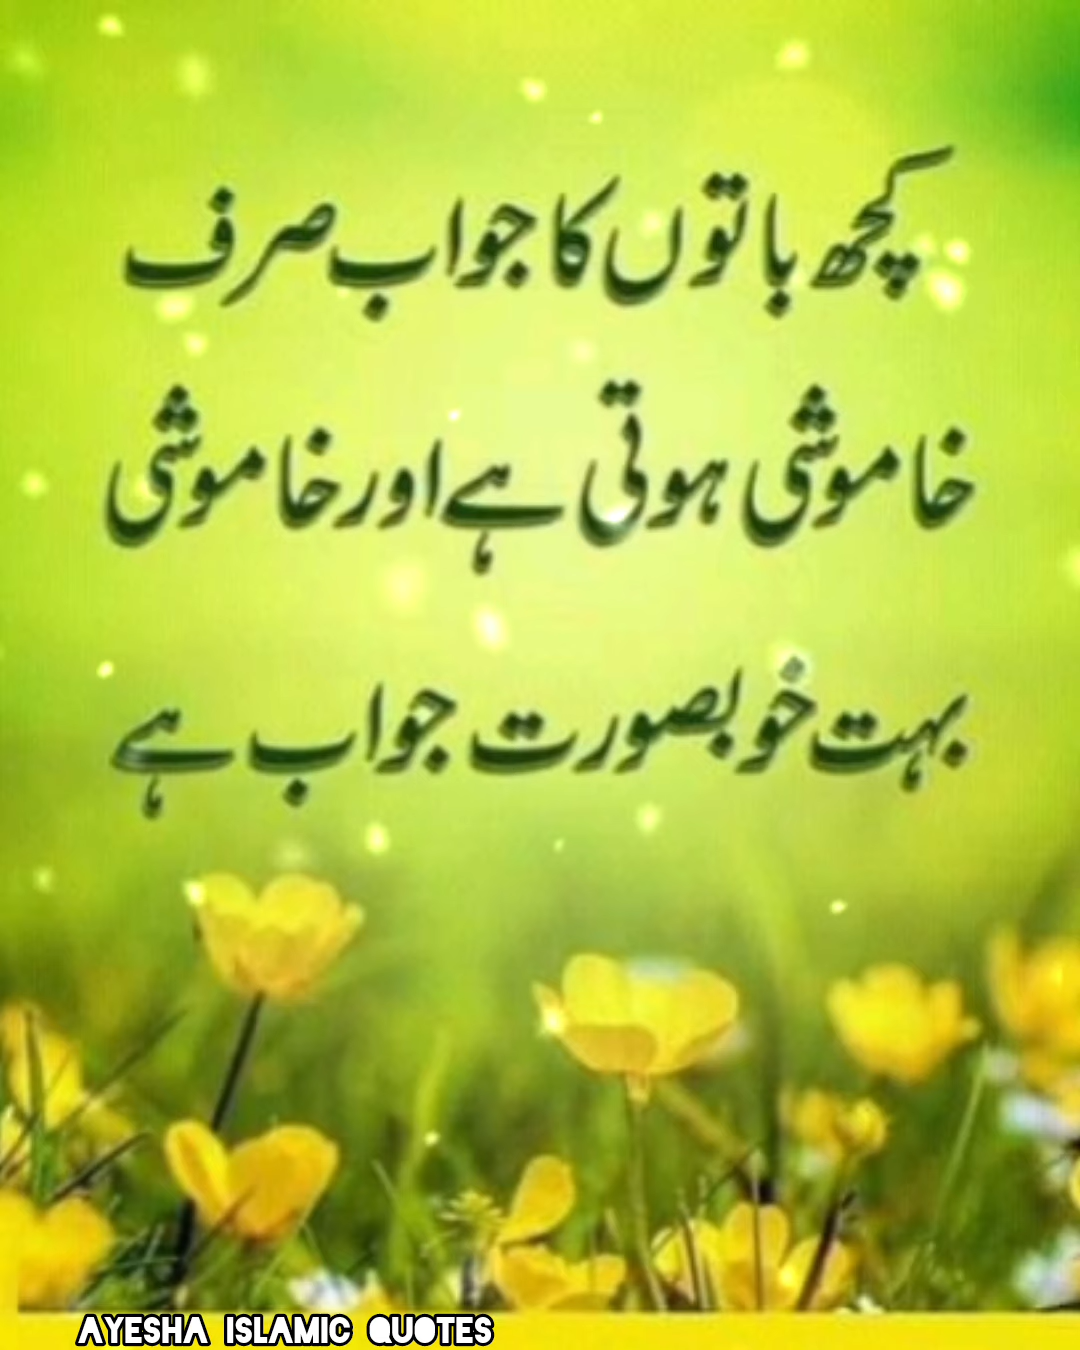 کچھ باتوں کا جواب صرف
خاموشی ہوتی ہے اور خاموشی
بہت خوبصورت جواب ہے
AYESHA ISLAMIC QUOTES